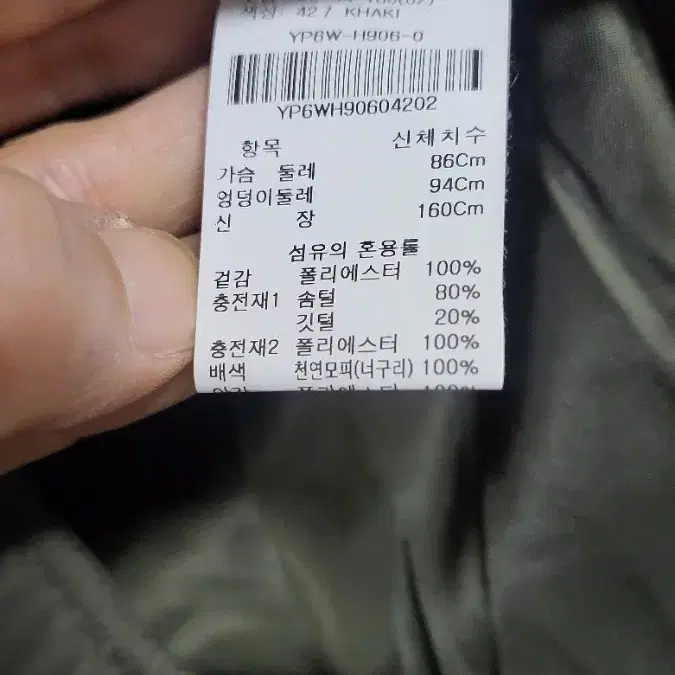 색상: 42 / KHAKI
YP6W-H906-0
YP6WH90604202
항목 신체치수
가슴 둘레 86Cm
엉덩이둘레 94Cm
신 장 160Cm
섬유의 혼용률
겉감 폴리에스터 100%
충전재1 솜털 80%
깃털 20%
충전재2 폴리에스터 100%
배색 천연모피(너구리) 100%